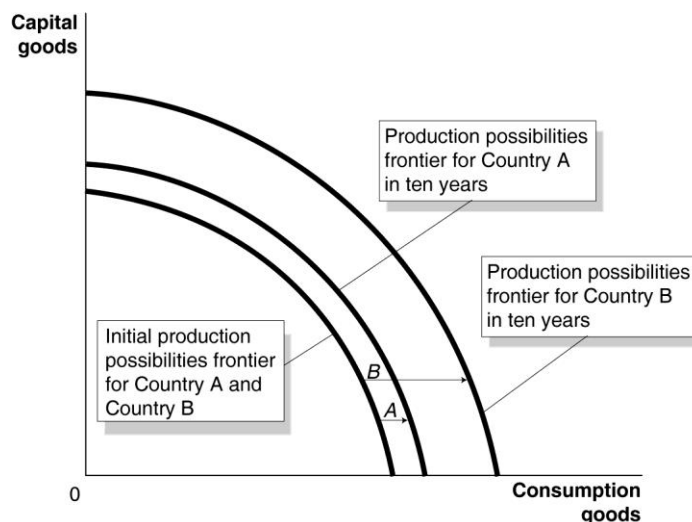 Capital
goods
Production possibilities
frontier for Country A
in ten years
Production possibilities
frontier for Country B
in ten years
Initial production
possibilities frontier
for Country A and
Country B
B
A
0
Consumption
goods